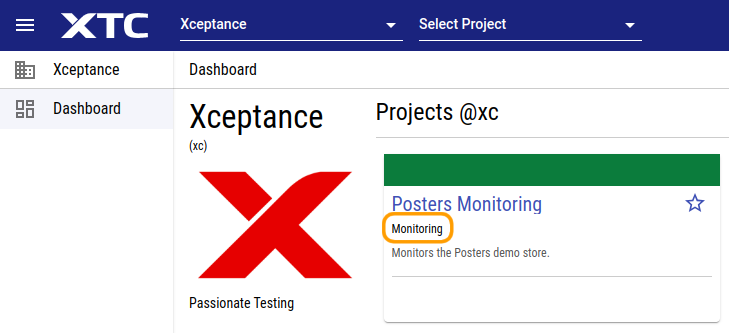 XTC
Xceptance
Select Project
Xceptance
Dashboard
Dashboard
Xceptance
(xc)
Passionate Testing
Projects @xc
Posters Monitoring
Monitoring
Monitors the Posters demo store.